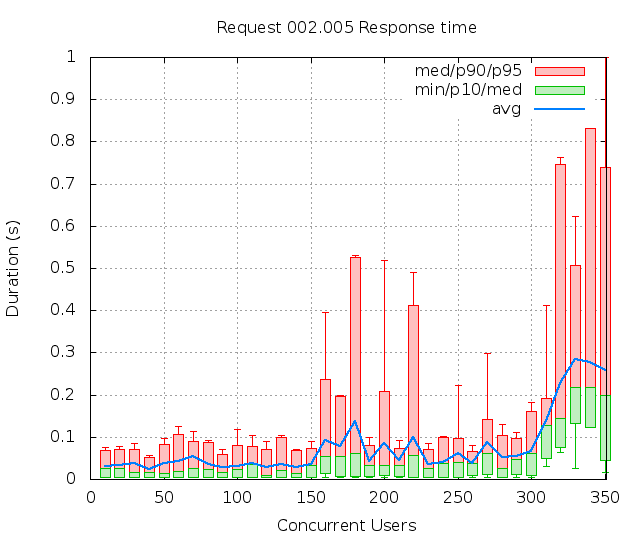 Request 002.005 Response time
med/p90/p95
min/p10/med
avg
Duration (s)
1
0.9
0.8
0.7
0.6
0.5
0.4
0.3
0.2
0.1
0
0 50 100 150 200 250 300 350
Concurrent Users